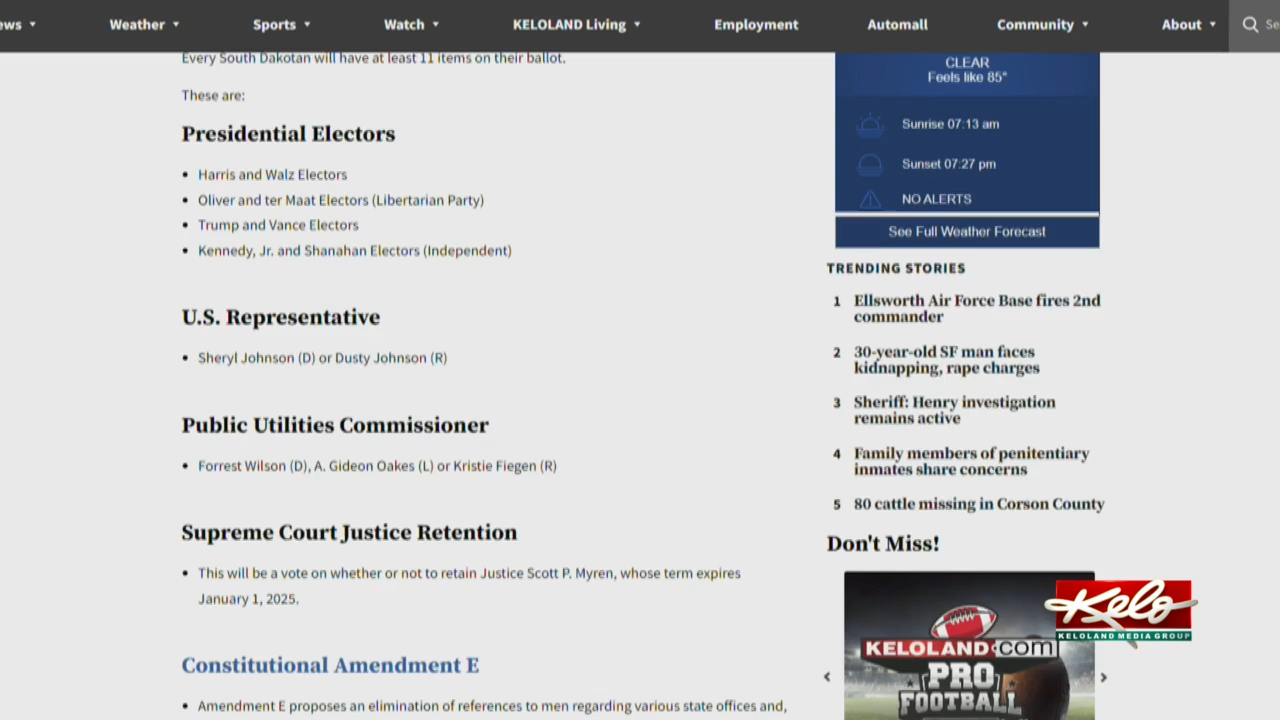 ews
Weather
Sports
Watch
KELOLAND Living
Employment
Automall
Community
About
Se
Every South Dakotan will have at least 11 items on their ballot.
These are:
Presidential Electors
• Harris and Walz Electors
• Oliver and ter Maat Electors (Libertarian Party)
• Trump and Vance Electors
• Kennedy, Jr. and Shanahan Electors (Independent)
U.S. Representative
• Sheryl Johnson (D) or Dusty Johnson (R)
Public Utilities Commissioner
• Forrest Wilson (D), A. Gideon Oakes (L) or Kristie Fiegen (R)
Supreme Court Justice Retention
• This will be a vote on whether or not to retain Justice Scott P. Myren, whose term expires
January 1, 2025.
Constitutional Amendment E
• Amendment E proposes an elimination of references to men regarding various state offices and,
CLEAR
Feels like 85°
Sunrise 07:13 am
Sunset 07:27 pm
NO ALERTS
See Full Weather Forecast
TRENDING STORIES
1 Ellsworth Air Force Base fires 2nd
commander
2 30-year-old SF man faces
kidnapping, rape charges
3 Sheriff: Henry investigation
remains active
4 Family members of penitentiary
inmates share concerns
5 80 cattle missing in Corson County
Don't Miss!
KELOLAND.COM
PRO
FOOTBALL
Kelo
KELOLAND MEDIA GROUP